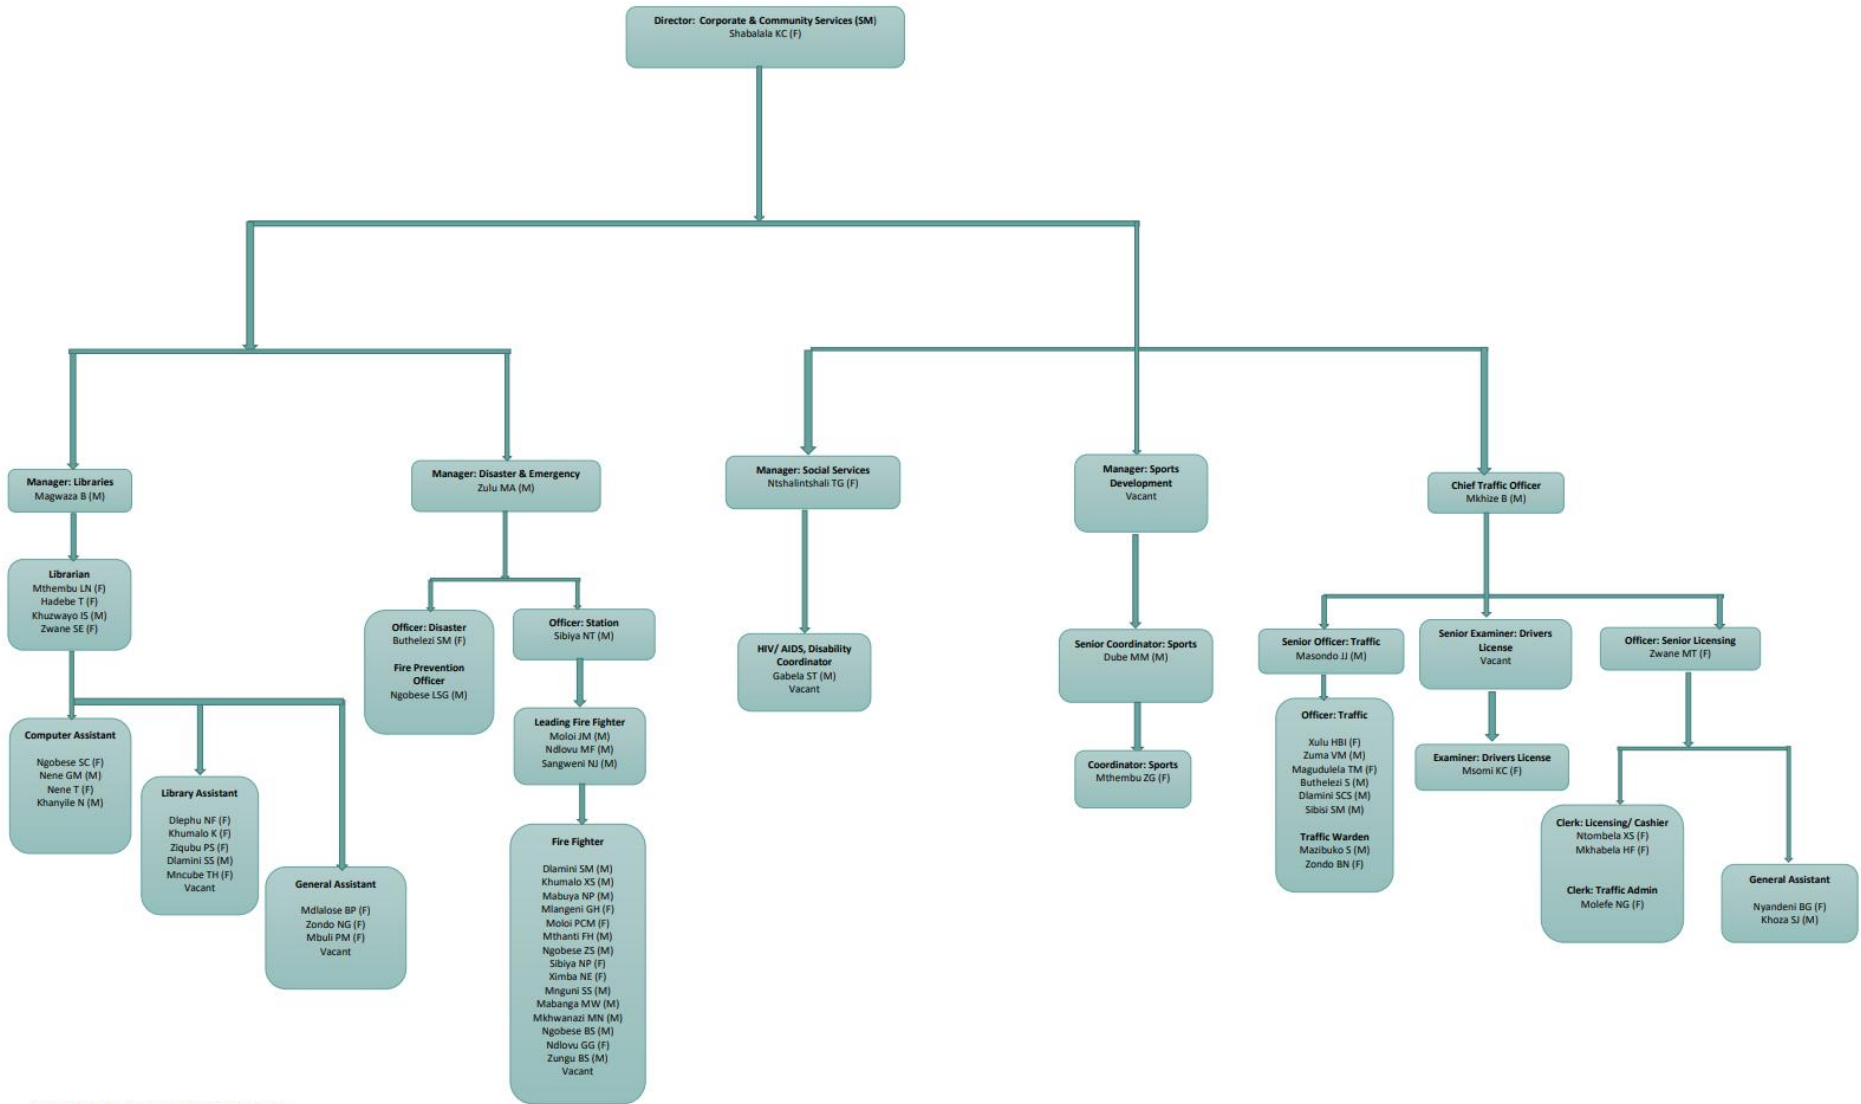 Director: Corporate & Community Services (SM)
Shabalala KC (F)
Manager: Libraries
Magwaza B (M)
Manager: Disaster & Emergency
Zulu MA (M)
Manager: Social Services
Ntshalintshali TG (F)
Manager: Sports
Development
Vacant
Chief Traffic Officer
Mkhize B (M)
Librarian
Mthembu LN (F)
Hadebe T (F)
Khuzwayo IS (M)
Zwane SE (F)
Officer: Disaster
Buthelezi SM (F)
Fire Prevention
Officer
Ngobese LSG (M)
Officer: Station
Sibiya NT (M)
HIV/ AIDS, Disability
Coordinator
Gabela ST (M)
Vacant
Senior Coordinator: Sports
Dube MM (M)
Senior Officer: Traffic
Masondo JJ (M)
Senior Examiner: Drivers
License
Vacant
Officer: Senior Licensing
Zwane MT (F)
Computer Assistant
Ngobese SC (F)
Nene GM (M)
Nene T (F)
Khanyile N (M)
Library Assistant
Dlephu NF (F)
Khumalo K (F)
Ziqubu PS (F)
Dlamini SS (M)
Mncube TH (F)
Vacant
General Assistant
Mdlalose BP (F)
Zondo NG (F)
Mbuli PM (F)
Vacant
Leading Fire Fighter
Moloi JM (M)
Ndlovu MF (M)
Sangweni NJ (M)
Fire Fighter
Dlamini SM (M)
Khumalo XS (M)
Mabuya NP (M)
Mlangeni GH (F)
Moloi PCM (F)
Mthanti FH (M)
Ngobese ZS (M)
Sibiya NP (F)
Ximba NE (F)
Mnguni SS (M)
Mabanga MW (M)
Mkhwanazi MN (M)
Ngobese BS (M)
Ndlovu GG (F)
Zungu BS (M)
Vacant
Coordinator: Sports
Mthembu ZG (F)
Officer: Traffic
Xulu HBI (F)
Zuma VM (M)
Magudulela TM (F)
Buthelezi S (M)
Dlamini SCS (M)
Sibisi SM (M)
Traffic Warden
Mazibuko S (M)
Zondo BN (F)
Examiner: Drivers License
Msomi KC (F)
Clerk: Licensing/ Cashier
Ntombela XS (F)
Mkhabela HF (F)
Clerk: Traffic Admin
Molefe NG (F)
General Assistant
Nyandeni BG (F)
Khoza SJ (M)